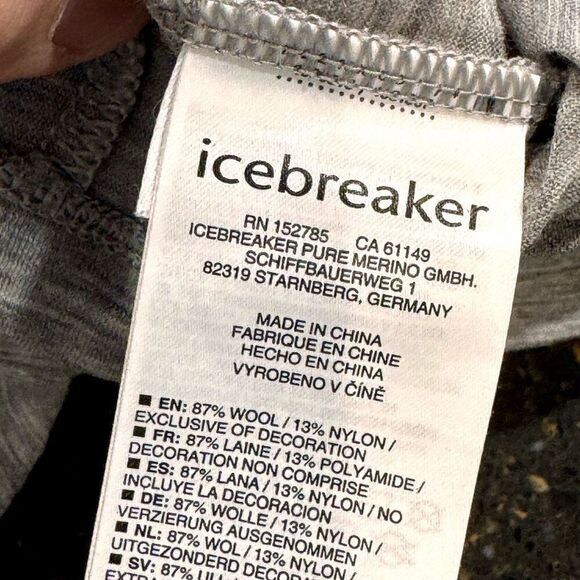 icebreaker
RN 152785 CA 61149
ICEBREAKER PURE MERINO GMBH.
SCHIFFBAUERWEG 1
82319 STARNBERG, GERMANY
MADE IN CHINA
FABRIQUE EN CHINE
HECHO EN CHINA
VYROBENO V ČÍNĚ
EN: 87% WOOL / 13% NYLON /
EXCLUSIVE OF DECORATION
FR: 87% LAINE / 13% POLYAMIDE /
DECORATION NON COMPRISE
ES: 87% LANA / 13% NYLON / NO
INCLUYE LA DECORACION
DE: 87% WOLLE / 13% NYLON /
VERZIERUNG AUSGENOMMEN
NL: 87% WOL / 13% NYLON /
UITGEZONDERD DECORATI
SV: 87% ULL